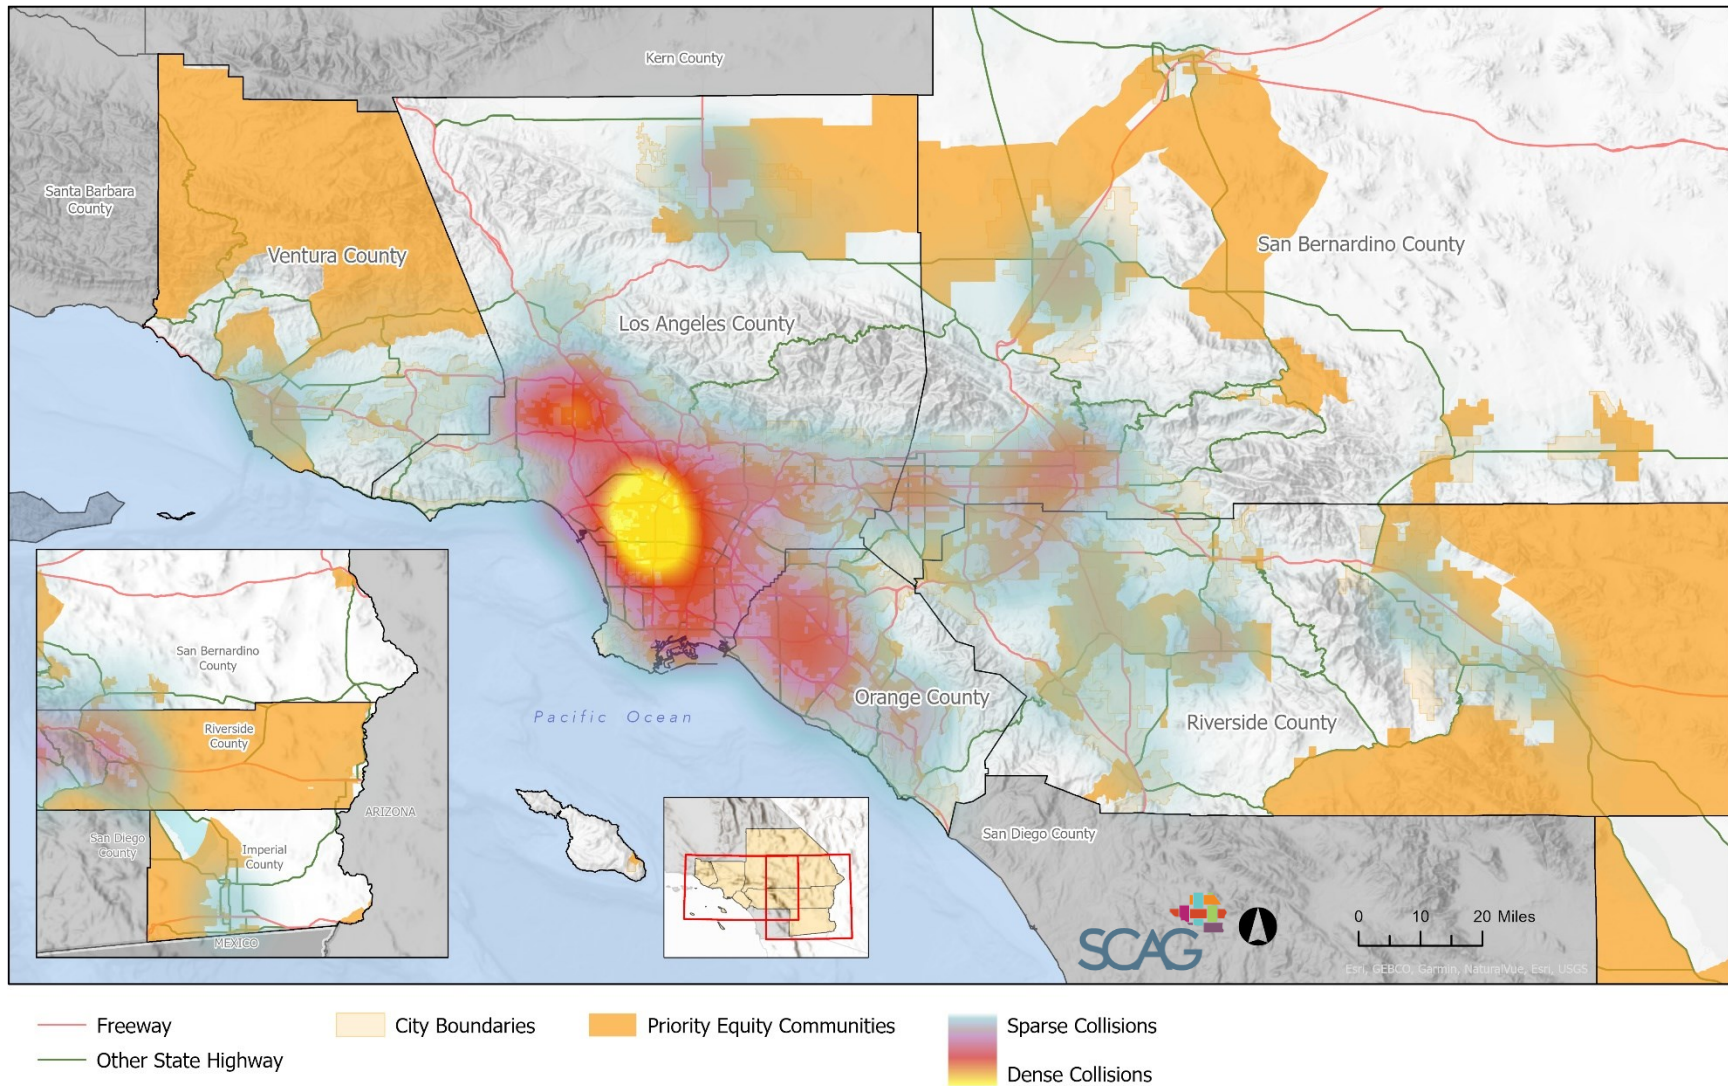 Kern County
Santa Barbara
County
Ventura County
San Bernardino County
Los Angeles County
San Bernardino
County
Riverside
County
Pacific Ocean
Orange County
Riverside County
ARIZONA
San Diego
County
Imperial
County
MEXICO
San Diego County
SCAG
0 10 20 Miles
Esri, GEBCO, Garmin, NaturalVue, Esri, USGS
Freeway
Other State Highway
City Boundaries
Priority Equity Communities
Sparse Collisions
Dense Collisions